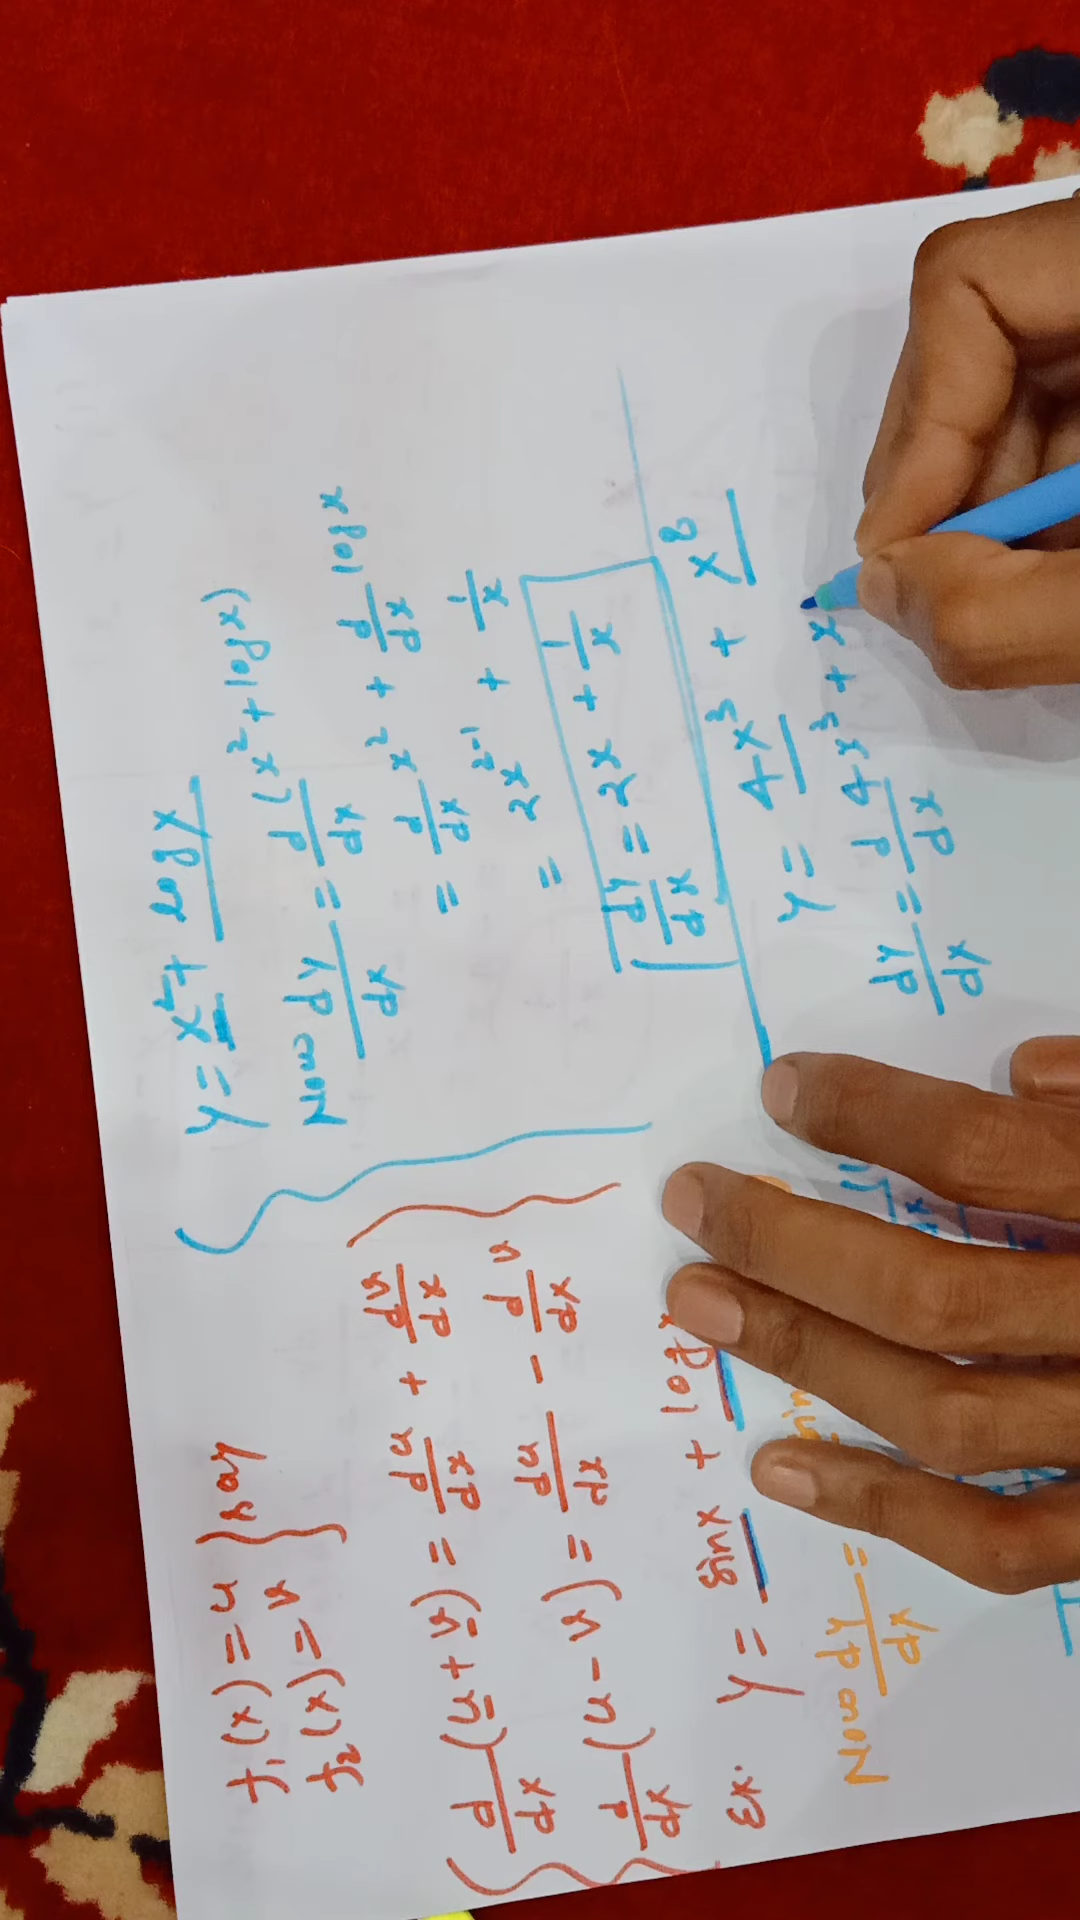 f₁(x) = u } say
f₂(x) = v
d/dx (u + v) = du/dx + dv/dx
d/dx (u - v) = du/dx - d/dx v
Ex. y = sinx + log x
Now dy/dx =
y = x² + log x
Now dy/dx = d/dx (x² + log x)
= d/dx x² + d/dx log x
= 2x²⁻¹ + 1/x
dy/dx = 2x + 1/x
y = 4x³ + x⁸
dy/dx = d/dx 4x³ + x